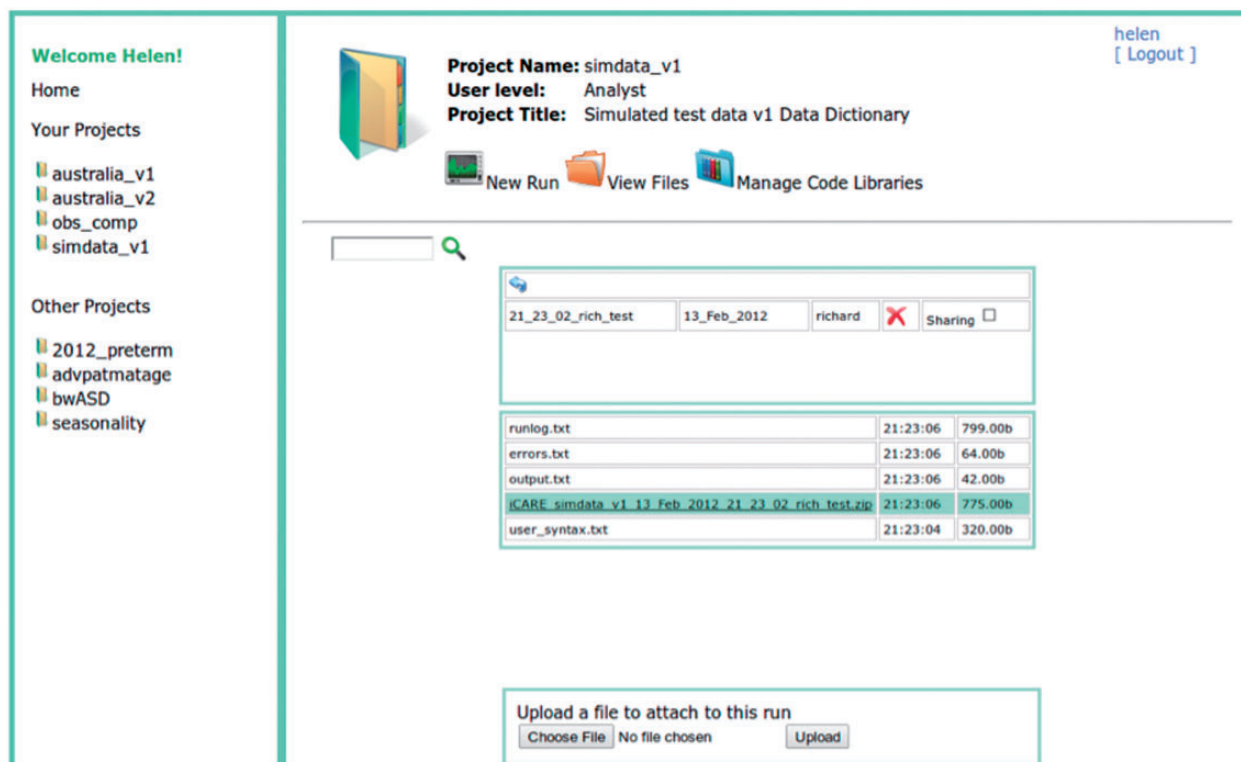 Welcome Helen!
Home
Your Projects
australia_v1
australia_v2
obs_comp
simdata_v1
Other Projects
2012_preterm
advpatmatage
bwASD
seasonality
helen
[ Logout ]
Project Name: simdata_v1
User level: Analyst
Project Title: Simulated test data v1 Data Dictionary
New Run View Files Manage Code Libraries
21_23_02_rich_test 13_Feb_2012 richard Sharing
runlog.txt 21:23:06 799.00b
errors.txt 21:23:06 64.00b
output.txt 21:23:06 42.00b
iCARE_simdata_v1_13_Feb_2012_21_23_02_rich_test.zip 21:23:06 775.00b
user_syntax.txt 21:23:04 320.00b
Upload a file to attach to this run
Choose File No file chosen Upload